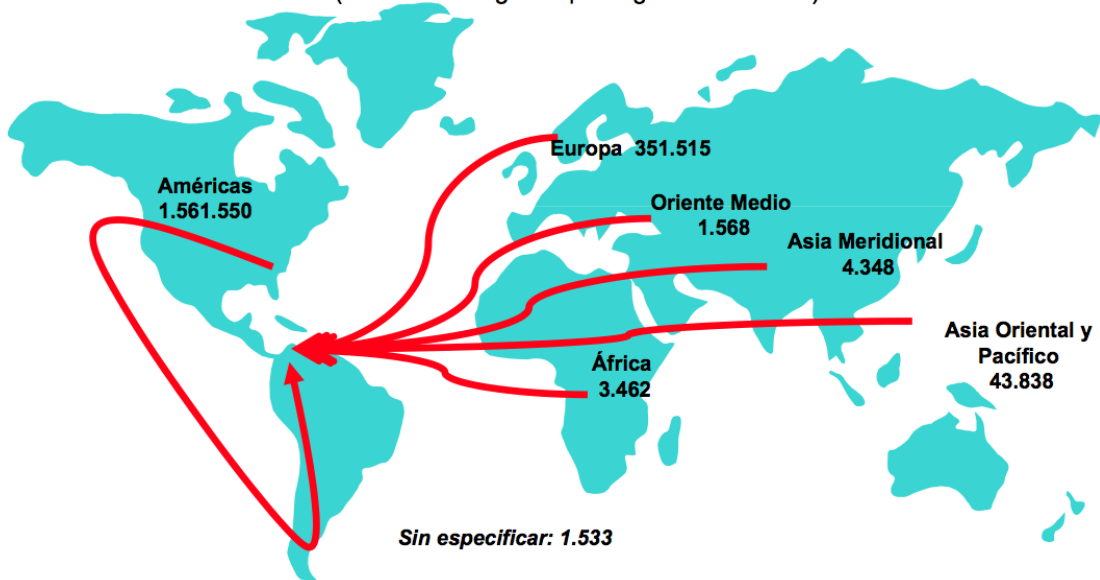 Europa 351.515
Américas
1.561.550
Oriente Medio
1.568
Asia Meridional
4.348
Asia Oriental y
Pacífico
43.838
África
3.462
Sin especificar: 1.533